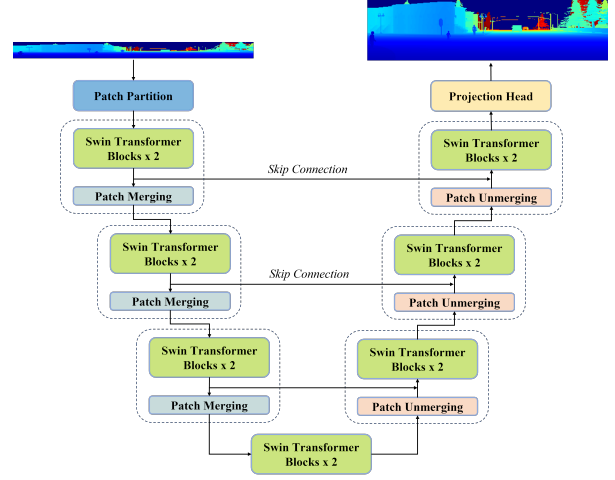 Patch Partition
Projection Head
Swin Transformer
Blocks x 2
Swin Transformer
Blocks x 2
Skip Connection
Patch Merging
Patch Unmerging
Swin Transformer
Blocks x 2
Swin Transformer
Blocks x 2
Skip Connection
Patch Merging
Patch Unmerging
Swin Transformer
Blocks x 2
Swin Transformer
Blocks x 2
Patch Merging
Patch Unmerging
Swin Transformer
Blocks x 2